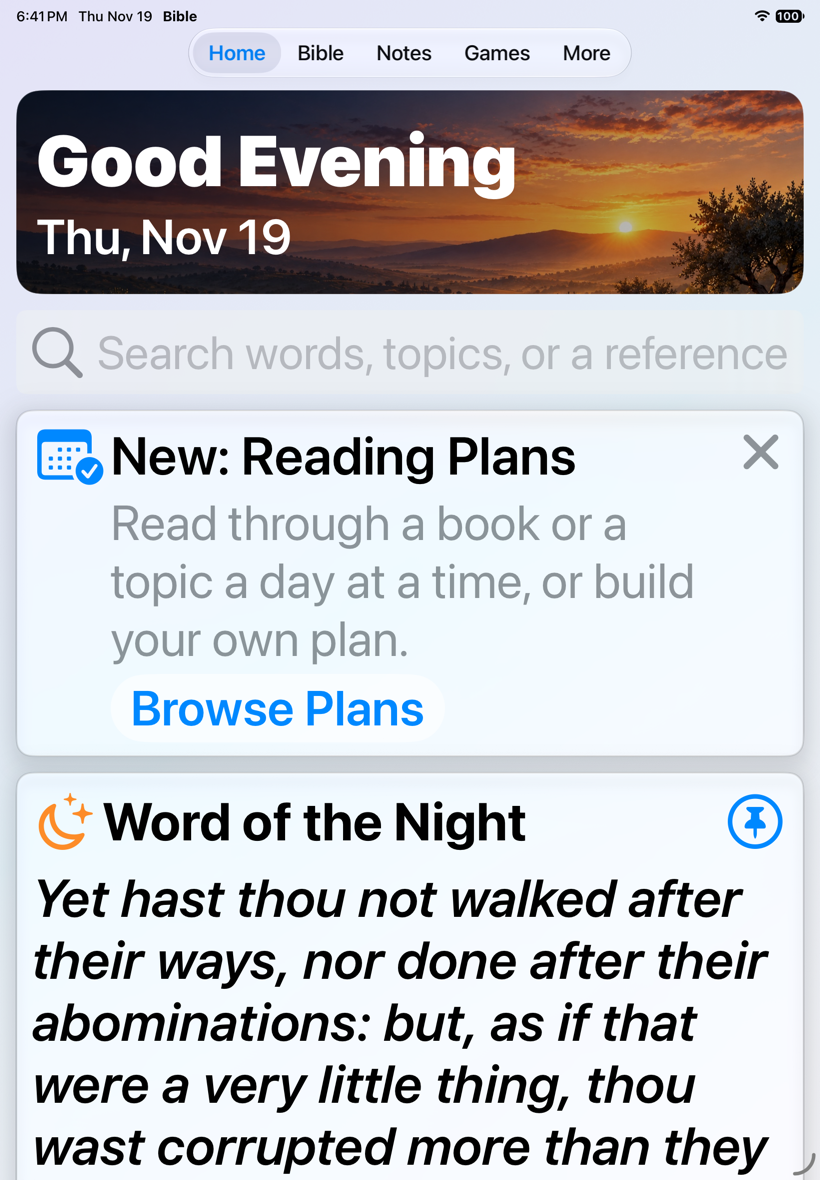 6:41 PM Thu Nov 19 Bible 100
Home Bible Notes Games More
Good Evening
Thu, Nov 19
Search words, topics, or a reference
New: Reading Plans
Read through a book or a
topic a day at a time, or build
your own plan.
Browse Plans
Word of the Night
Yet hast thou not walked after
their ways, nor done after their
abominations: but, as if that
were a very little thing, thou
wast corrupted more than they